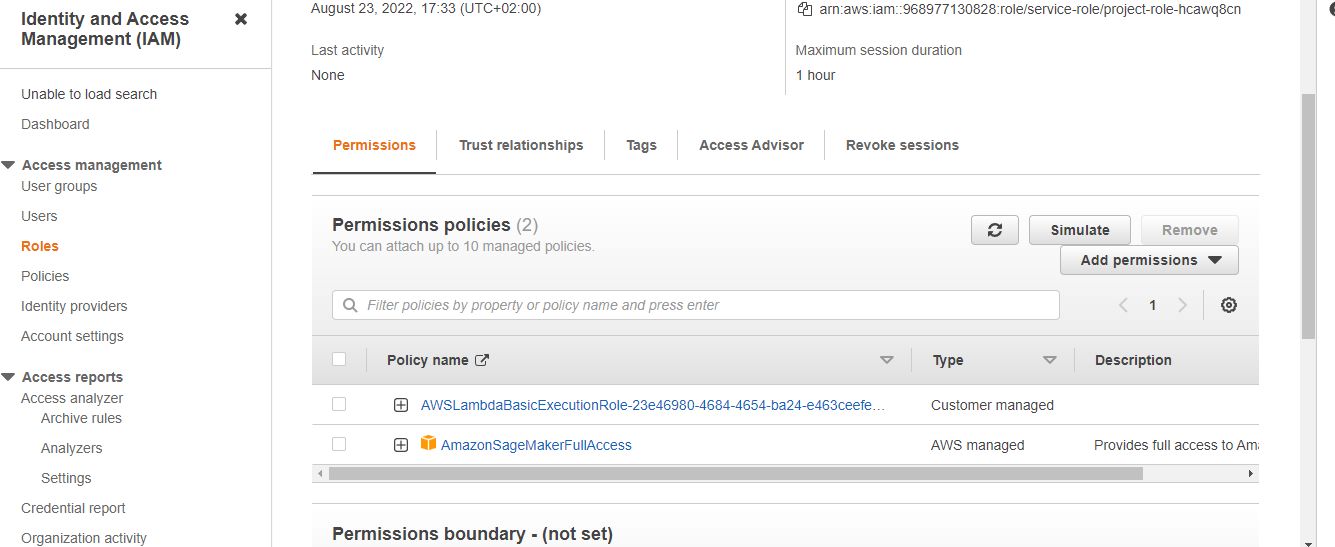 Identity and Access
Management (IAM)
Unable to load search
Dashboard
Access management
User groups
Users
Roles
Policies
Identity providers
Account settings
Access reports
Access analyzer
Archive rules
Analyzers
Settings
Credential report
Organization activity
August 23, 2022, 17:33 (UTC+02:00)
arn:aws:iam::968977130828:role/service-role/project-role-hcawq8cn
Last activity
Maximum session duration
None
1 hour
Permissions
Trust relationships
Tags
Access Advisor
Revoke sessions
Permissions policies (2)
You can attach up to 10 managed policies.
Simulate
Remove
Add permissions
Filter policies by property or policy name and press enter
1
Policy name
Type
Description
AWSLambdaBasicExecutionRole-23e46980-4684-4654-ba24-e463ceefe…
Customer managed
AmazonSageMakerFullAccess
AWS managed
Provides full access to Ama
Permissions boundary - (not set)